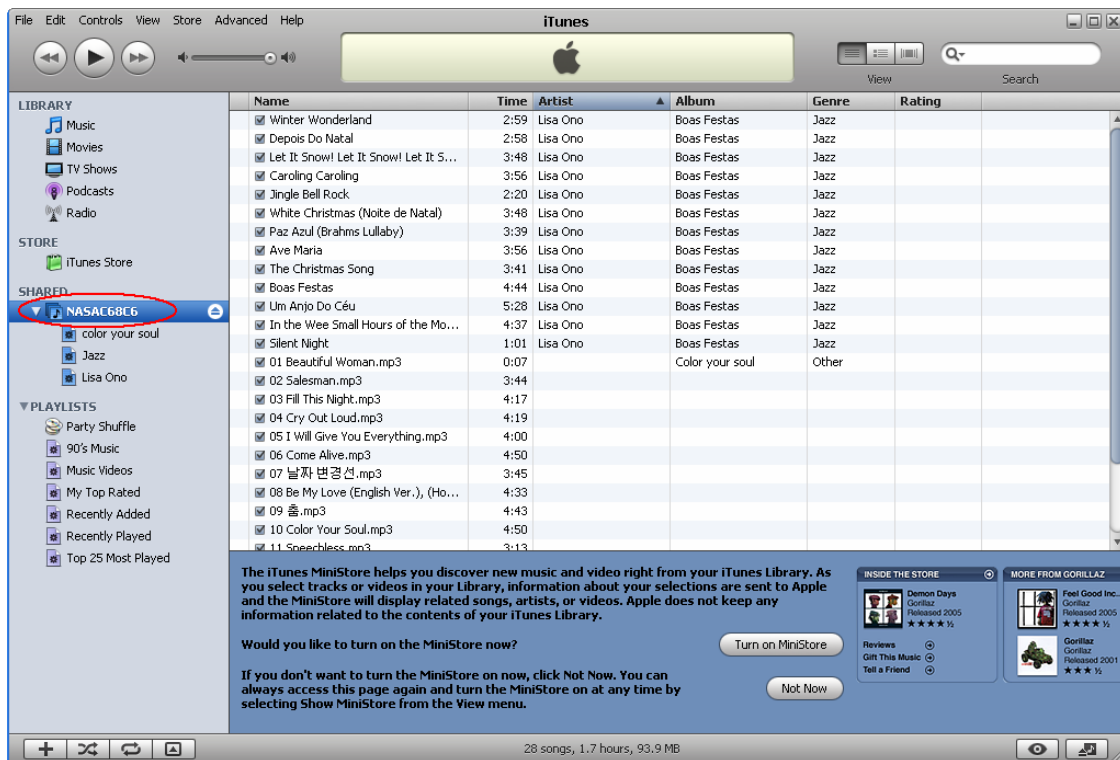 File Edit Controls View Store Advanced Help
iTunes
View
Search
LIBRARY
Music
Movies
TV Shows
Podcasts
Radio
STORE
iTunes Store
SHARED
NASAC68C6
color your soul
Jazz
Lisa Ono
PLAYLISTS
Party Shuffle
90's Music
Music Videos
My Top Rated
Recently Added
Recently Played
Top 25 Most Played
Name Time Artist Album Genre Rating
Winter Wonderland 2:59 Lisa Ono Boas Festas Jazz
Depois Do Natal 2:58 Lisa Ono Boas Festas Jazz
Let It Snow! Let It Snow! Let It S... 3:48 Lisa Ono Boas Festas Jazz
Caroling Caroling 3:56 Lisa Ono Boas Festas Jazz
Jingle Bell Rock 2:20 Lisa Ono Boas Festas Jazz
White Christmas (Noite de Natal) 3:48 Lisa Ono Boas Festas Jazz
Paz Azul (Brahms Lullaby) 3:39 Lisa Ono Boas Festas Jazz
Ave Maria 3:56 Lisa Ono Boas Festas Jazz
The Christmas Song 3:41 Lisa Ono Boas Festas Jazz
Boas Festas 4:44 Lisa Ono Boas Festas Jazz
Um Anjo Do Céu 5:28 Lisa Ono Boas Festas Jazz
In the Wee Small Hours of the Mo... 4:37 Lisa Ono Boas Festas Jazz
Silent Night 1:01 Lisa Ono Boas Festas Jazz
01 Beautiful Woman.mp3 0:07 Color your soul Other
02 Salesman.mp3 3:44
03 Fill This Night.mp3 4:17
04 Cry Out Loud.mp3 4:19
05 I Will Give You Everything.mp3 4:00
06 Come Alive.mp3 4:50
07 날짜 변경선.mp3 3:45
08 Be My Love (English Ver.), (Ho... 4:33
09 춤.mp3 4:43
10 Color Your Soul.mp3 4:50
11 Speechless.mp3 3:13
The iTunes MiniStore helps you discover new music and video right from your iTunes Library. As
you select tracks or videos in your Library, information about your selections are sent to Apple
and the MiniStore will display related songs, artists, or videos. Apple does not keep any
information related to the contents of your iTunes Library.
Would you like to turn on the MiniStore now?
Turn on MiniStore
If you don't want to turn the MiniStore on now, click Not Now. You can
always access this page again and turn the MiniStore on at any time by
selecting Show MiniStore from the View menu.
Not Now
INSIDE THE STORE
Demon Days
Gorillaz
Released 2005
Reviews
Gift This Music
Tell a Friend
MORE FROM GORILLAZ
Feel Good Inc...
Gorillaz
Released 2005
Gorillaz
Gorillaz
Released 2001
28 songs, 1.7 hours, 93.9 MB